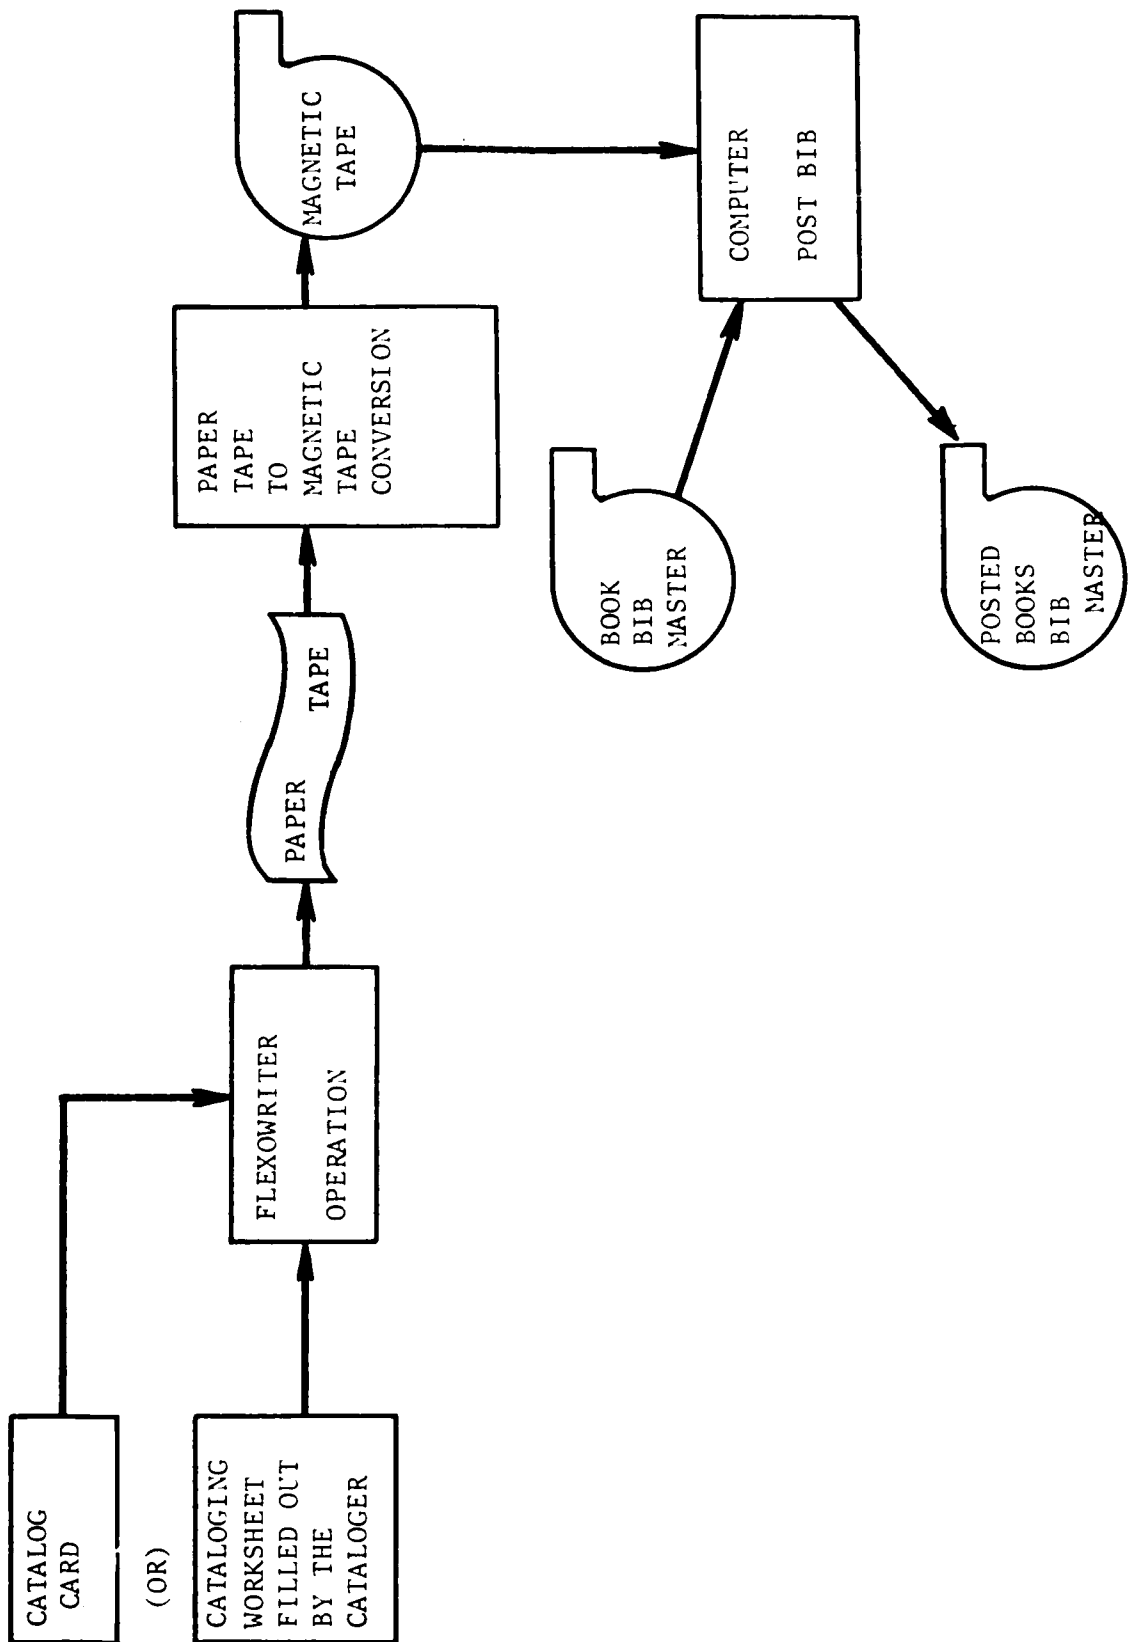 CATALOG
CARD
(OR)
CATALOGING
WORKSHEET
FILLED OUT
BY THE
CATALOGER
FLEXOWRITER
OPERATION
PAPER TAPE
PAPER
TAPE
TO
MAGNETIC
TAPE
CONVERSION
MAGNETIC
TAPE
BOOK
BIB
MASTER
COMPUTER
POST BIB
POSTED
BOOKS
BIB
MASTER